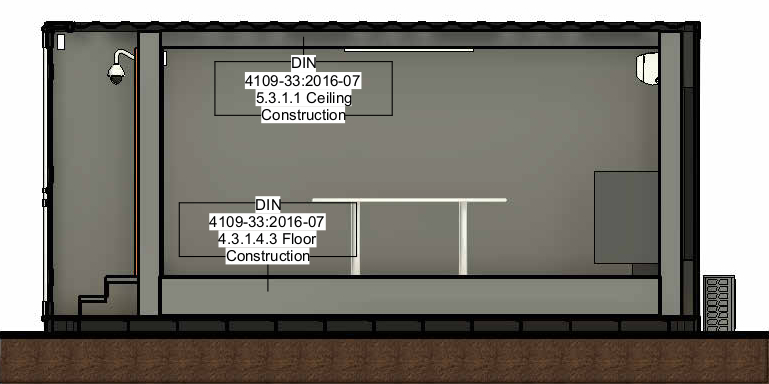 DIN
4109-33:2016-07
5.3.1.1 Ceiling
Construction
DIN
4109-33:2016-07
4.3.1.4.3 Floor
Construction